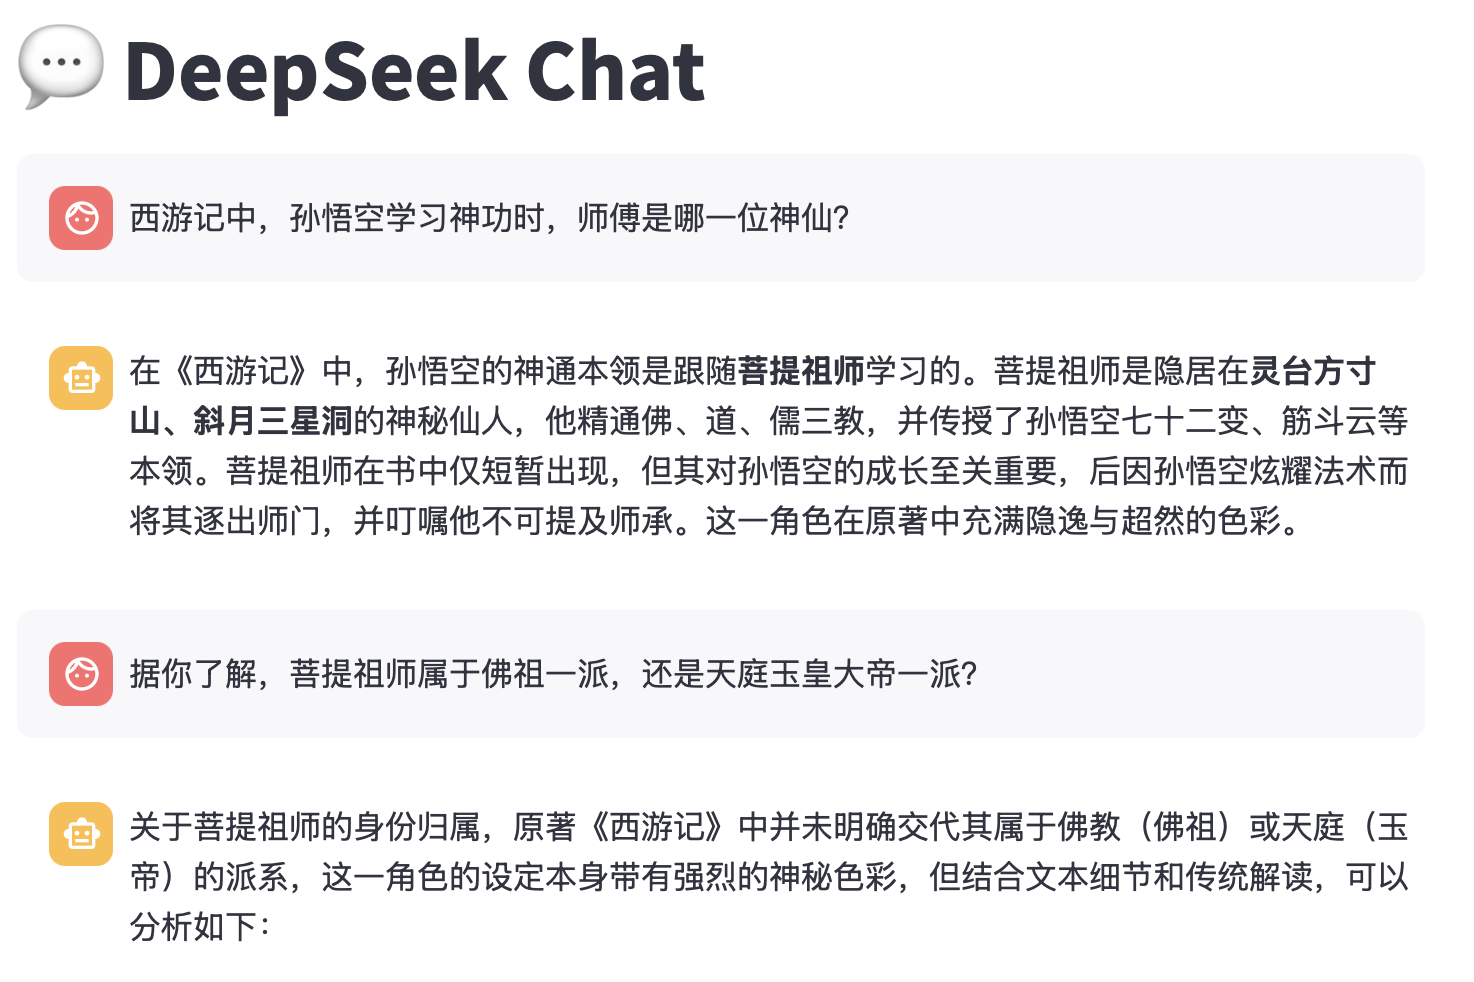 DeepSeek Chat
西游记中，孙悟空学习神功时，师傅是哪一位神仙？
在《西游记》中，孙悟空的神通本领是跟随菩提祖师学习的。菩提祖师是隐居在灵台方寸
山、斜月三星洞的神秘仙人，他精通佛、道、儒三教，并传授了孙悟空七十二变、筋斗云等
本领。菩提祖师在书中仅短暂出现，但其对孙悟空的成长至关重要，后因孙悟空炫耀法术而
将其逐出师门，并叮嘱他不可提及师承。这一角色在原著中充满隐逸与超然的色彩。
据你了解，菩提祖师属于佛祖一派，还是天庭玉皇大帝一派？
关于菩提祖师的身份归属，原著《西游记》中并未明确交代其属于佛教（佛祖）或天庭（玉
帝）的派系，这一角色的设定本身带有强烈的神秘色彩，但结合文本细节和传统解读，可以
分析如下：